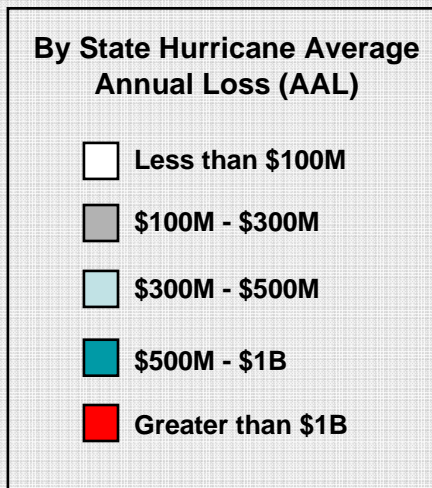 By State Hurricane Average
Annual Loss (AAL)
Less than $100M
$100M - $300M
$300M - $500M
$500M - $1B
Greater than $1B